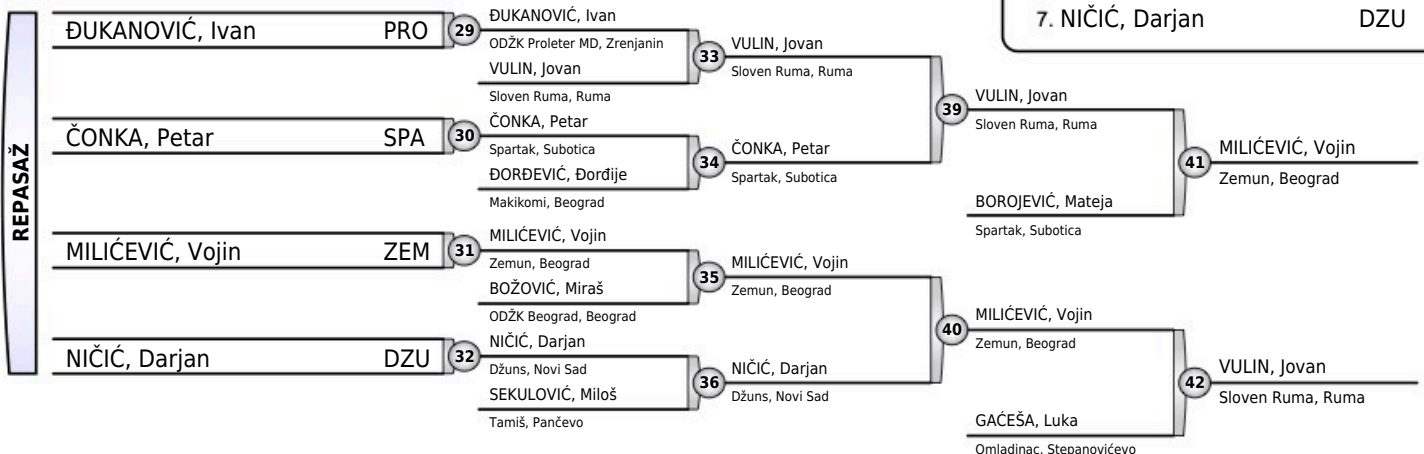 REPASAŽ
ĐUKANOVIĆ, Ivan PRO
ČONKA, Petar SPA
MILIĆEVIĆ, Vojin ZEM
NIČIĆ, Darjan DZU
29
ĐUKANOVIĆ, Ivan
ODŽK Proleter MD, Zrenjanin
VULIN, Jovan
Sloven Ruma, Ruma
30
ČONKA, Petar
Spartak, Subotica
ĐORĐEVIĆ, Đorđije
Makikomi, Beograd
31
MILIĆEVIĆ, Vojin
Zemun, Beograd
BOŽOVIĆ, Miraš
ODŽK Beograd, Beograd
32
NIČIĆ, Darjan
Džuns, Novi Sad
SEKULOVIĆ, Miloš
Tamiš, Pančevo
33
VULIN, Jovan
Sloven Ruma, Ruma
34
ČONKA, Petar
Spartak, Subotica
35
MILIĆEVIĆ, Vojin
Zemun, Beograd
36
NIČIĆ, Darjan
Džuns, Novi Sad
39
VULIN, Jovan
Sloven Ruma, Ruma
BOROJEVIĆ, Mateja
Spartak, Subotica
40
MILIĆEVIĆ, Vojin
Zemun, Beograd
GAĆEŠA, Luka
Omladinac, Stepanovićevo
41
MILIĆEVIĆ, Vojin
Zemun, Beograd
42
VULIN, Jovan
Sloven Ruma, Ruma
7. NIČIĆ, Darjan DZU